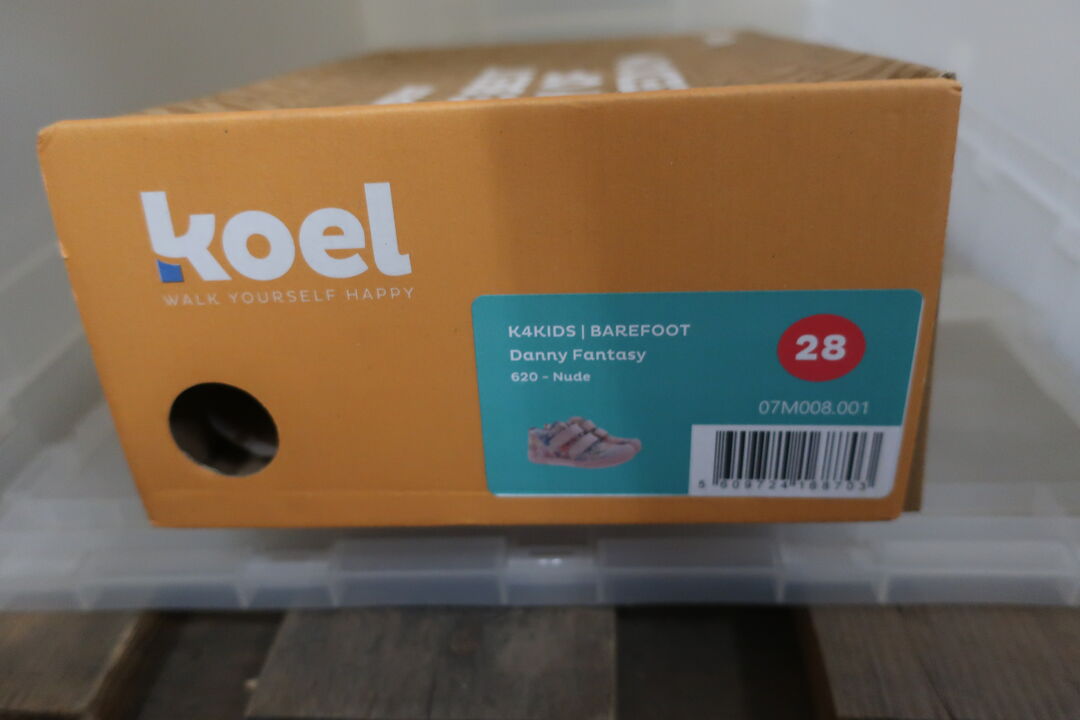 koel
WALK YOURSELF HAPPY
K4KIDS | BAREFOOT
Danny Fantasy
620 - Nude
28
07M008.001